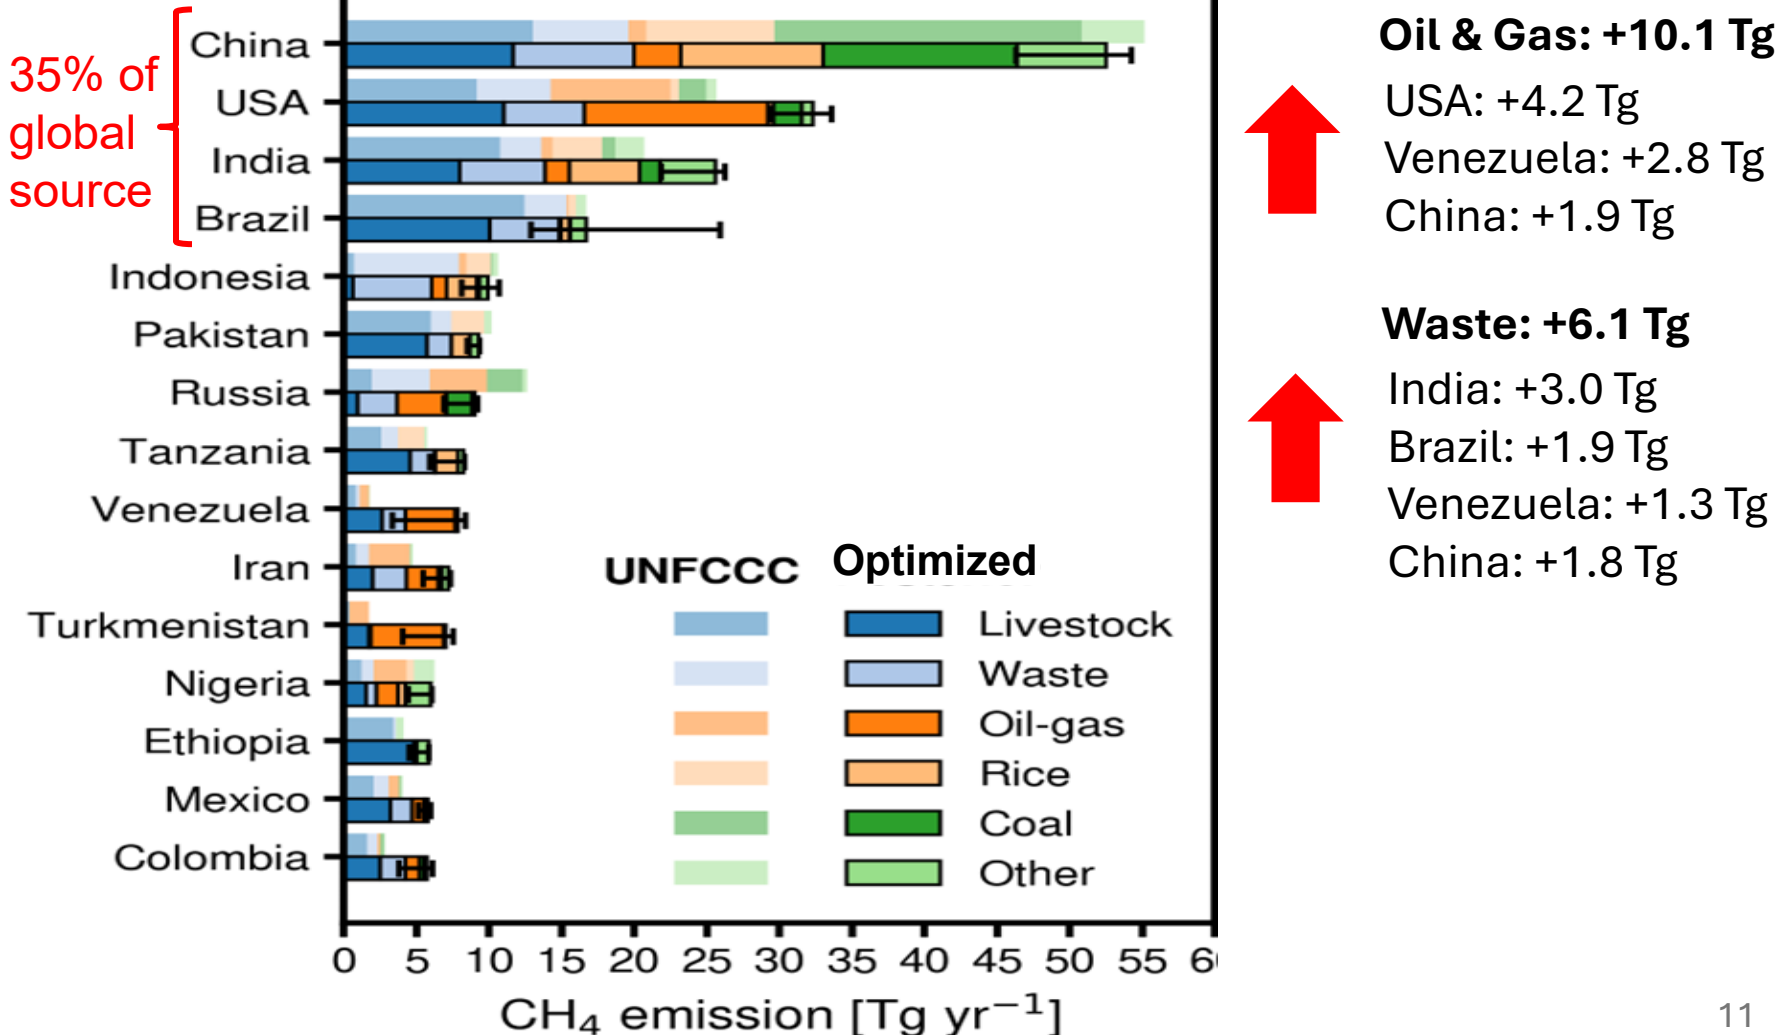 35% of
global
source
China
USA
India
Brazil
Indonesia
Pakistan
Russia
Tanzania
Venezuela
Iran
Turkmenistan
Nigeria
Ethiopia
Mexico
Colombia
UNFCCC Optimized
Livestock
Waste
Oil-gas
Rice
Coal
Other
0 5 10 15 20 25 30 35 40 45 50 55 6
CH₄ emission [Tg yr⁻¹]
Oil & Gas: +10.1 Tg
USA: +4.2 Tg
Venezuela: +2.8 Tg
China: +1.9 Tg
Waste: +6.1 Tg
India: +3.0 Tg
Brazil: +1.9 Tg
Venezuela: +1.3 Tg
China: +1.8 Tg
11